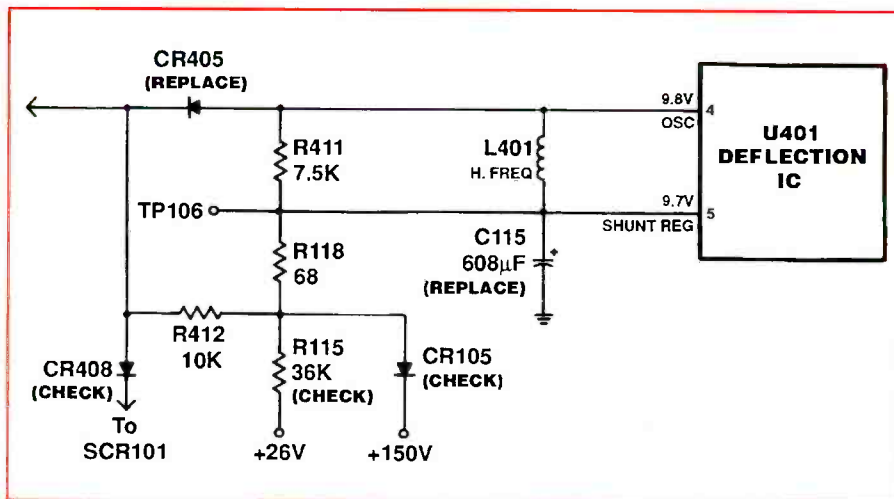 CR405
(REPLACE)
R411
7.5K
L401
H. FREQ
9.8V
OSC
4
U401
DEFLECTION
IC
TP106
9.7V
SHUNT REG
5
C115
608μF
(REPLACE)
+
R118
68
R412
10K
CR408
(CHECK)
To
SCR101
R115
36K
(CHECK)
+26V
CR105
(CHECK)
+150V